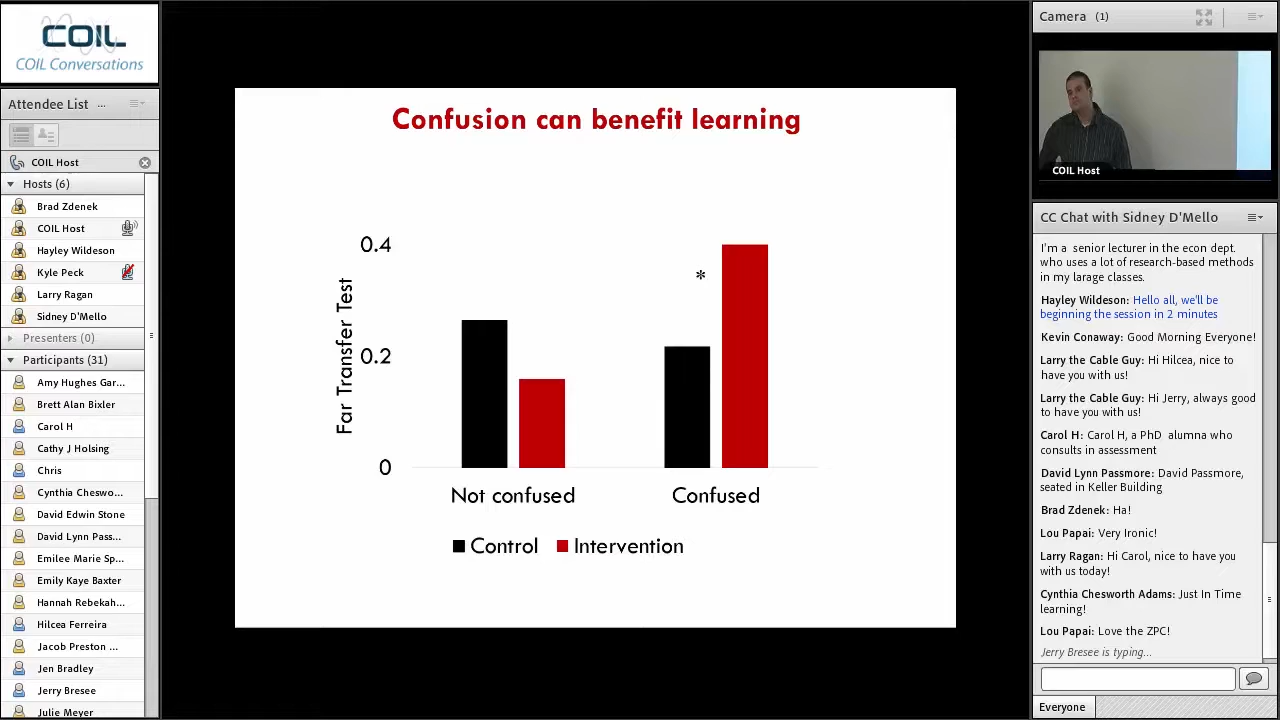 COIL
COIL Conversations
Attendee List ...
COIL Host
Hosts (6)
Brad Zdenek
COIL Host
Hayley Wildeson
Kyle Peck
Larry Ragan
Sidney D'Mello
Presenters (0)
Participants (31)
Amy Hughes Gar...
Brett Alan Bixler
Carol H
Cathy J Holsing
Chris
Cynthia Cheswo...
David Edwin Stone
David Lynn Pass...
Emilee Marie Sp...
Emily Kaye Baxter
Hannah Rebekah...
Hilcea Ferreira
Jacob Preston ...
Jen Bradley
Jerry Bresee
Julie Meyer
Confusion can benefit learning
Far Transfer Test
0.4
0.2
0
*
Not confused
Confused
Control
Intervention
Camera (1)
COIL Host
CC Chat with Sidney D'Mello
I'm a senior lecturer in the econ dept.
who uses a lot of research-based methods
in my larage classes.
Hayley Wildeson: Hello all, we'll be
beginning the session in 2 minutes
Kevin Conaway: Good Morning Everyone!
Larry the Cable Guy: Hi Hilcea, nice to
have you with us!
Larry the Cable Guy: Hi Jerry, always good
to have you with us!
Carol H: Carol H, a PhD alumna who
consults in assessment
David Lynn Passmore: David Passmore,
seated in Keller Building
Brad Zdenek: Ha!
Lou Papai: Very Ironic!
Larry Ragan: Hi Carol, nice to have you
with us today!
Cynthia Chesworth Adams: Just In Time
learning!
Lou Papai: Love the ZPC!
Jerry Bresee is typing...
Everyone